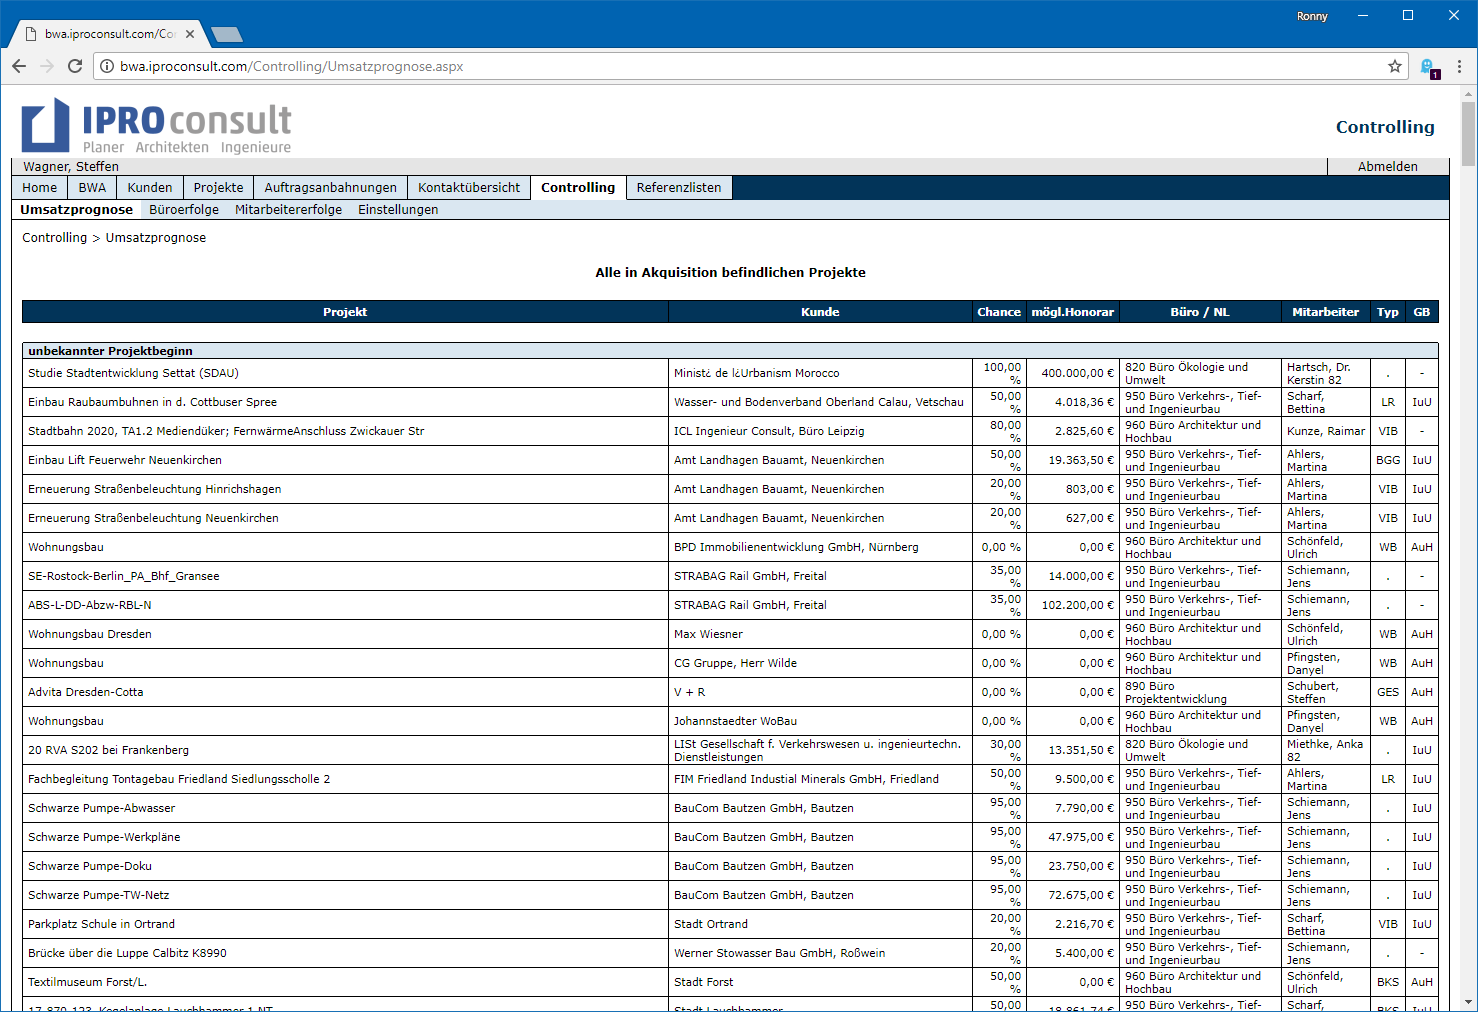 Ronny
bwa.iproconsult.com/Cor
bwa.iproconsult.com/Controlling/Umsatzprognose.aspx
1
IPROconsult
Planer Architekten Ingenieure
Controlling
Wagner, Steffen Abmelden
Home BWA Kunden Projekte Auftragsanbahnungen Kontaktübersicht Controlling Referenzlisten
Umsatzprognose Büroerfolge Mitarbeitererfolge Einstellungen
Controlling > Umsatzprognose
Alle in Akquisition befindlichen Projekte
Projekt Kunde Chance mögl.Honorar Büro / NL Mitarbeiter Typ GB
unbekannter Projektbeginn
Studie Stadtentwicklung Settat (SDAU) Minist¿ de l¿Urbanism Morocco 100,00 % 400.000,00 € 820 Büro Ökologie und Umwelt Hartsch, Dr. Kerstin 82 . -
Einbau Raubaumbuhnen in d. Cottbuser Spree Wasser- und Bodenverband Oberland Calau, Vetschau 50,00 % 4.018,36 € 950 Büro Verkehrs-, Tief- und Ingenieurbau Scharf, Bettina LR IuU
Stadtbahn 2020, TA1.2 Mediendüker; FernwärmeAnschluss Zwickauer Str ICL Ingenieur Consult, Büro Leipzig 80,00 % 2.825,60 € 960 Büro Architektur und Hochbau Kunze, Raimar VIB -
Einbau Lift Feuerwehr Neuenkirchen Amt Landhagen Bauamt, Neuenkirchen 50,00 % 19.363,50 € 950 Büro Verkehrs-, Tief- und Ingenieurbau Ahlers, Martina BGG IuU
Erneuerung Straßenbeleuchtung Hinrichshagen Amt Landhagen Bauamt, Neuenkirchen 20,00 % 803,00 € 950 Büro Verkehrs-, Tief- und Ingenieurbau Ahlers, Martina VIB IuU
Erneuerung Straßenbeleuchtung Neuenkirchen Amt Landhagen Bauamt, Neuenkirchen 20,00 % 627,00 € 950 Büro Verkehrs-, Tief- und Ingenieurbau Ahlers, Martina VIB IuU
Wohnungsbau BPD Immobilienentwicklung GmbH, Nürnberg 0,00 % 0,00 € 960 Büro Architektur und Hochbau Schönfeld, Ulrich WB AuH
SE-Rostock-Berlin_PA_Bhf_Gransee STRABAG Rail GmbH, Freital 35,00 % 14.000,00 € 950 Büro Verkehrs-, Tief- und Ingenieurbau Schiemann, Jens . -
ABS-L-DD-Abzw-RBL-N STRABAG Rail GmbH, Freital 35,00 % 102.200,00 € 950 Büro Verkehrs-, Tief- und Ingenieurbau Schiemann, Jens . -
Wohnungsbau Dresden Max Wiesner 0,00 % 0,00 € 960 Büro Architektur und Hochbau Schönfeld, Ulrich WB AuH
Wohnungsbau CG Gruppe, Herr Wilde 0,00 % 0,00 € 960 Büro Architektur und Hochbau Pfingsten, Danyel WB AuH
Advita Dresden-Cotta V + R 0,00 % 0,00 € 890 Büro Projektentwicklung Schubert, Steffen GES AuH
Wohnungsbau Johannstaedter WoBau 0,00 % 0,00 € 960 Büro Architektur und Hochbau Pfingsten, Danyel WB AuH
20 RVA S202 bei Frankenberg LISt Gesellschaft f. Verkehrswesen u. ingenieurtechn. Dienstleistungen 30,00 % 13.351,50 € 820 Büro Ökologie und Umwelt Miethke, Anka 82 . IuU
Fachbegleitung Tontagebau Friedland Siedlungsscholle 2 FIM Friedland Industial Minerals GmbH, Friedland 50,00 % 9.500,00 € 950 Büro Verkehrs-, Tief- und Ingenieurbau Ahlers, Martina LR IuU
Schwarze Pumpe-Abwasser BauCom Bautzen GmbH, Bautzen 95,00 % 7.790,00 € 950 Büro Verkehrs-, Tief- und Ingenieurbau Schiemann, Jens . IuU
Schwarze Pumpe-Werkpläne BauCom Bautzen GmbH, Bautzen 95,00 % 47.975,00 € 950 Büro Verkehrs-, Tief- und Ingenieurbau Schiemann, Jens . IuU
Schwarze Pumpe-Doku BauCom Bautzen GmbH, Bautzen 95,00 % 23.750,00 € 950 Büro Verkehrs-, Tief- und Ingenieurbau Schiemann, Jens . IuU
Schwarze Pumpe-TW-Netz BauCom Bautzen GmbH, Bautzen 95,00 % 72.675,00 € 950 Büro Verkehrs-, Tief- und Ingenieurbau Schiemann, Jens . IuU
Parkplatz Schule in Ortrand Stadt Ortrand 20,00 % 2.216,70 € 950 Büro Verkehrs-, Tief- und Ingenieurbau Scharf, Bettina VIB IuU
Brücke über die Luppe Calbitz K8990 Werner Stowasser Bau GmbH, Roßwein 20,00 % 5.400,00 € 950 Büro Verkehrs-, Tief- und Ingenieurbau Schiemann, Jens . -
Textilmuseum Forst/L. Stadt Forst 50,00 % 0,00 € 960 Büro Architektur und Hochbau Schönfeld, Ulrich BKS AuH
17-870-123, Kegelanlage Lauchhammer 1.NT Stadt Lauchhammer 50,00 18.861,74 € 950 Büro Verkehrs-, Tief- Scharf, BKS IuU